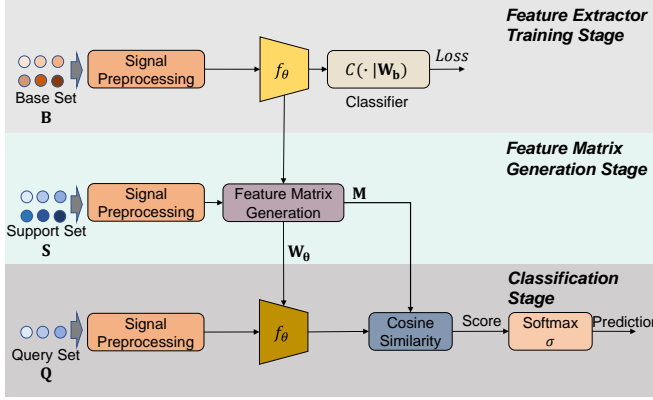 Feature Extractor
Training Stage
Signal
Preprocessing
f_θ
C(· |W_b)
Loss
Classifier
Base Set
B
Feature Matrix
Generation Stage
Signal
Preprocessing
Feature Matrix
Generation
M
Support Set
S
W_θ
Classification
Stage
Signal
Preprocessing
f_θ
Cosine
Similarity
Score
Softmax
σ
Prediction
Query Set
Q